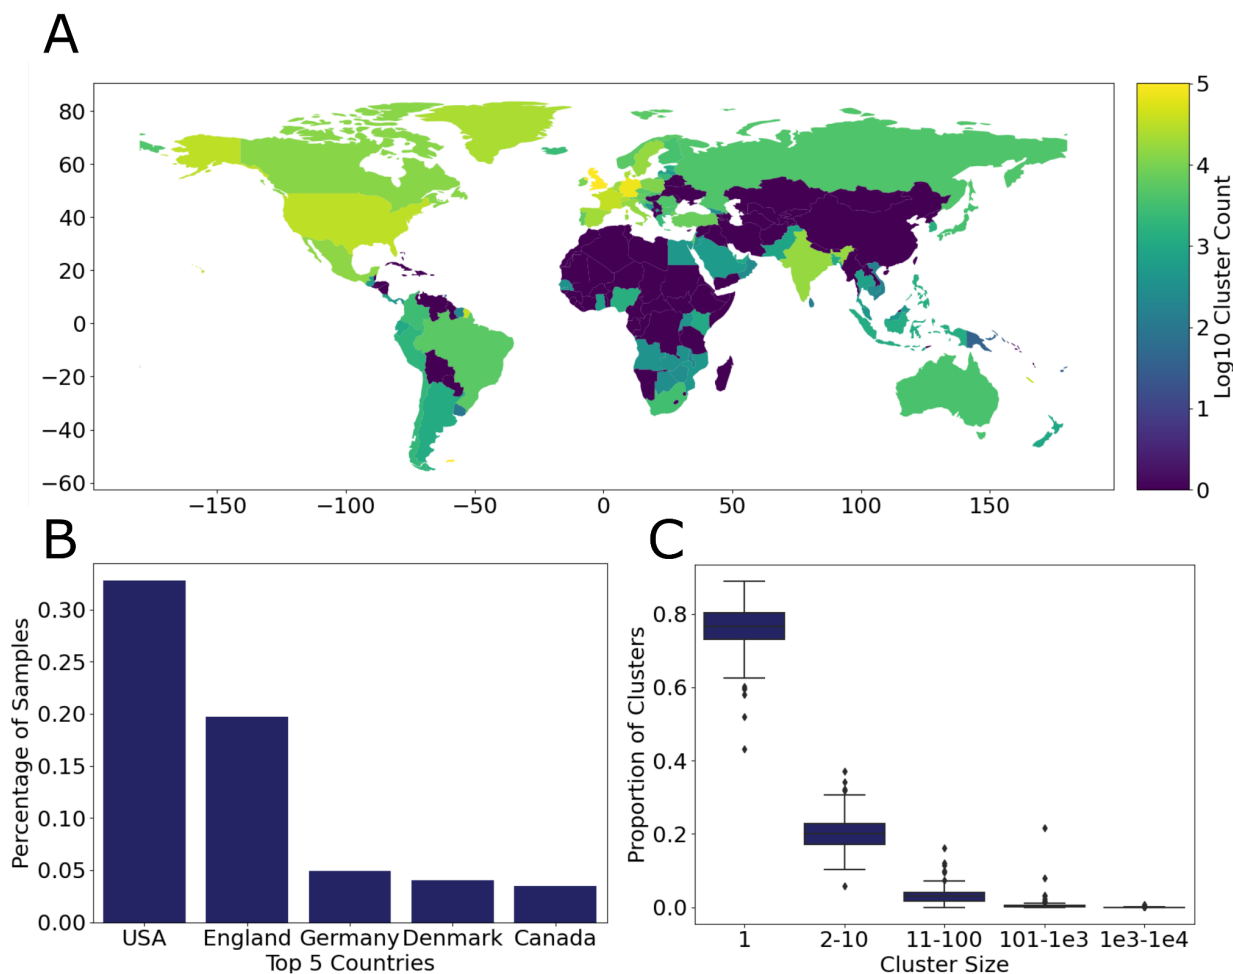 A
80
60
40
20
0
−20
−40
−60
−150
−100
−50
0
50
100
150
5
4
3
2
1
0
Log10 Cluster Count
B
0.30
0.25
0.20
0.15
0.10
0.05
0.00
Percentage of Samples
USA
England
Germany
Denmark
Canada
Top 5 Countries
C
0.8
0.6
0.4
0.2
0.0
Proportion of Clusters
1
2-10
11-100
101-1e3
1e3-1e4
Cluster Size